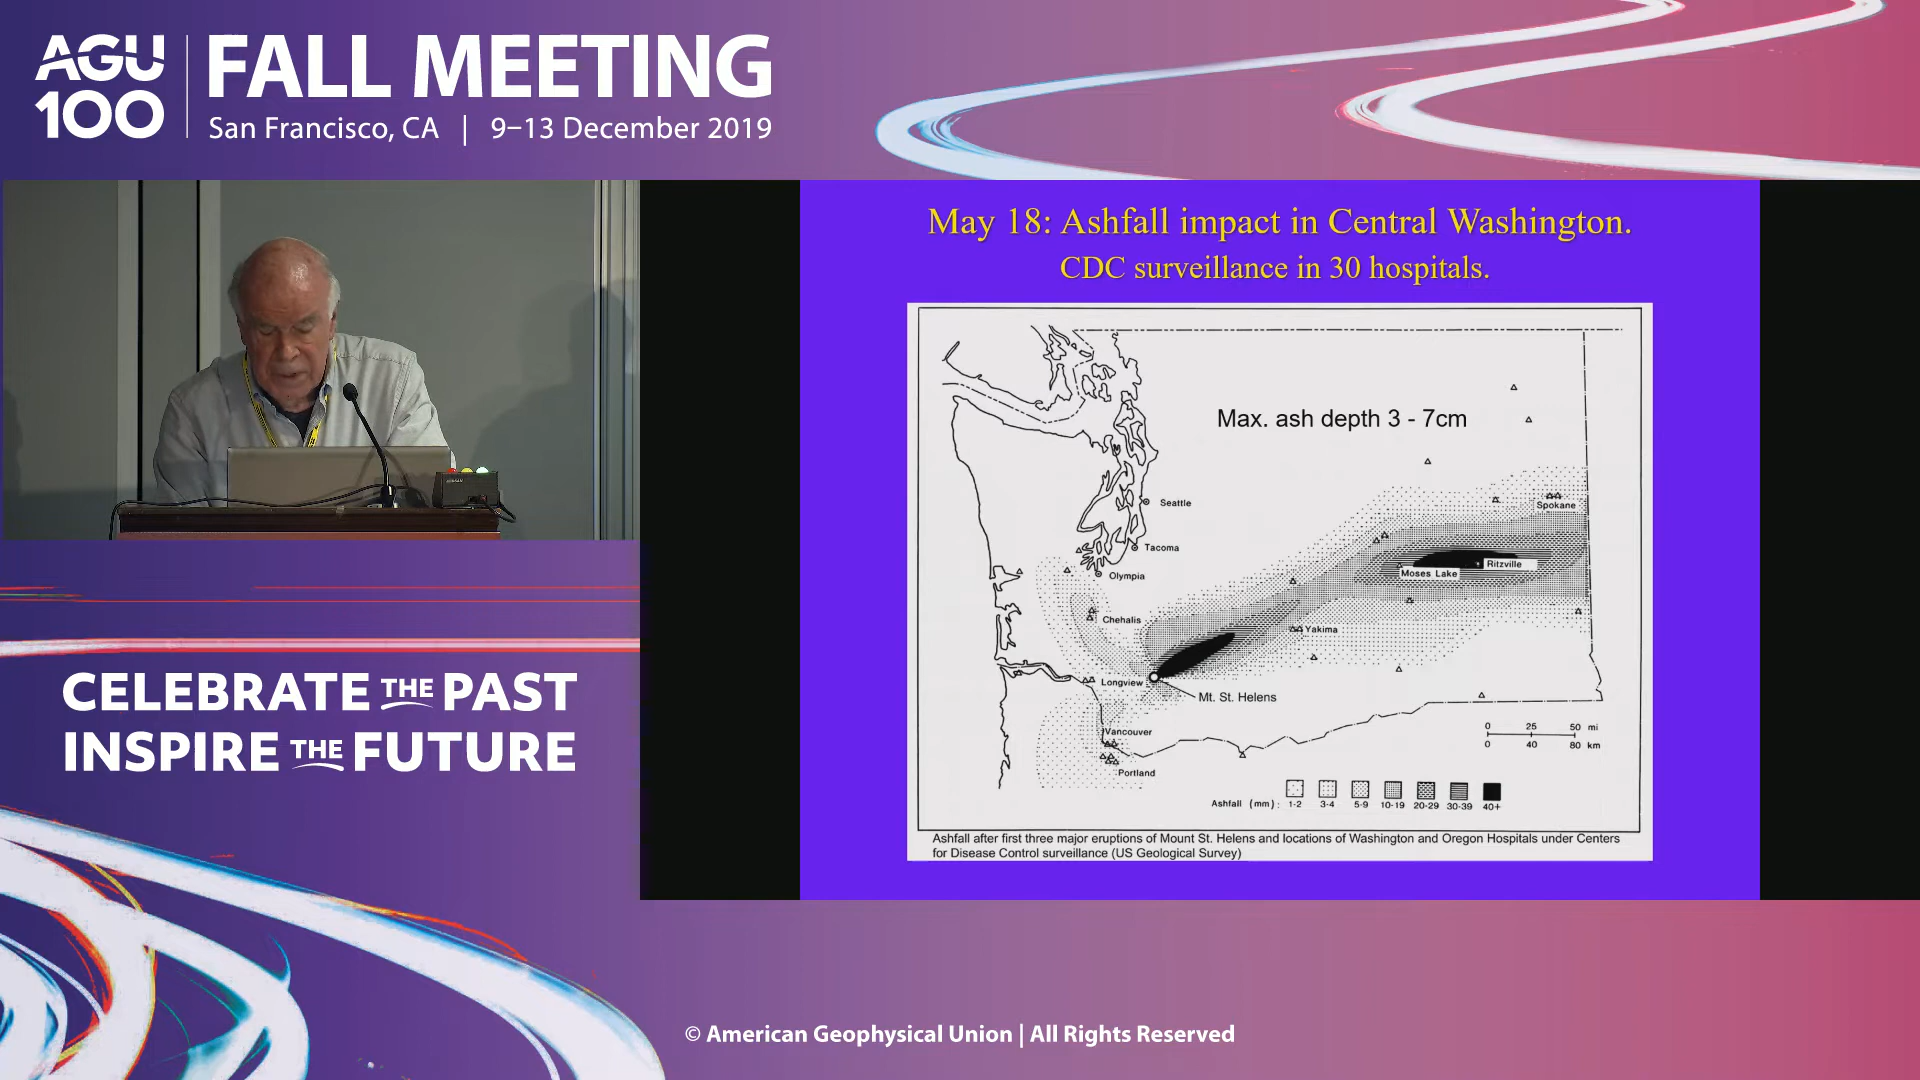 AGU
100
FALL MEETING
San Francisco, CA | 9–13 December 2019
May 18: Ashfall impact in Central Washington.
CDC surveillance in 30 hospitals.
Max. ash depth 3 - 7cm
Seattle
Spokane
Tacoma
Olympia
Moses Lake
Ritzville
Chehalis
Yakima
Longview
Mt. St. Helens
Vancouver
Portland
0 25 50 mi
0 40 80 km
Ashfall (mm): 1-2 3-4 5-9 10-19 20-29 30-39 40+
Ashfall after first three major eruptions of Mount St. Helens and locations of Washington and Oregon Hospitals under Centers
for Disease Control surveillance (US Geological Survey)
CELEBRATE THE PAST
INSPIRE THE FUTURE
© American Geophysical Union | All Rights Reserved